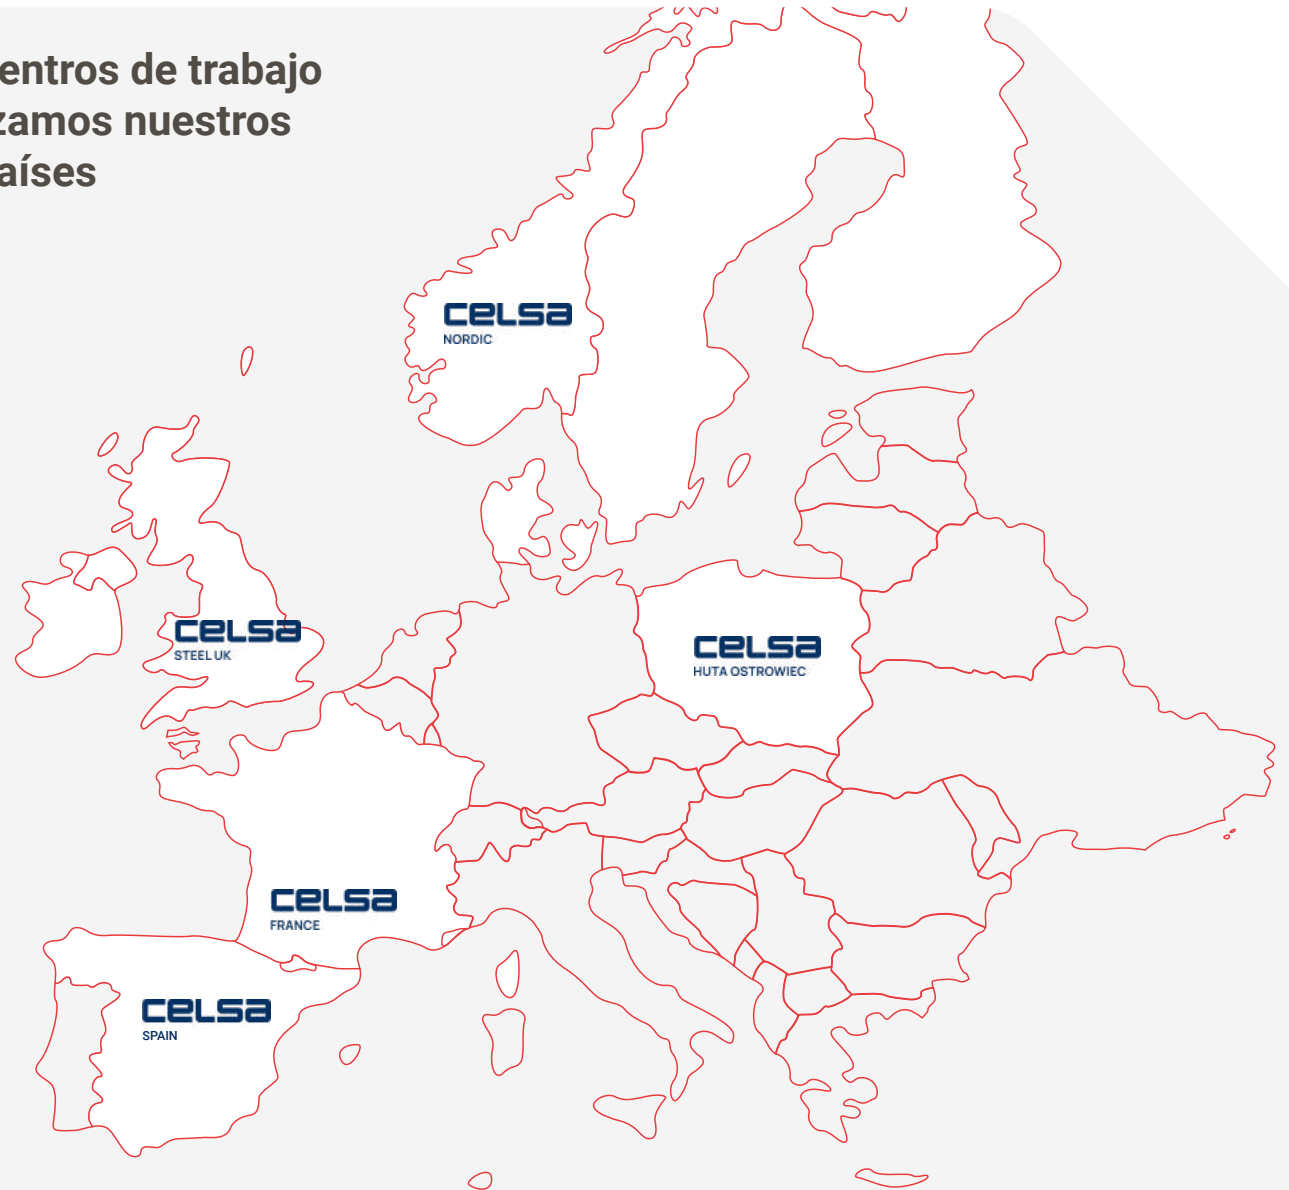 entros de trabajo
zamos nuestros
aíses
CELSA
NORDIC
CELSA
STEEL UK
CELSA
HUTA OSTROWIEC
CELSA
FRANCE
CELSA
SPAIN